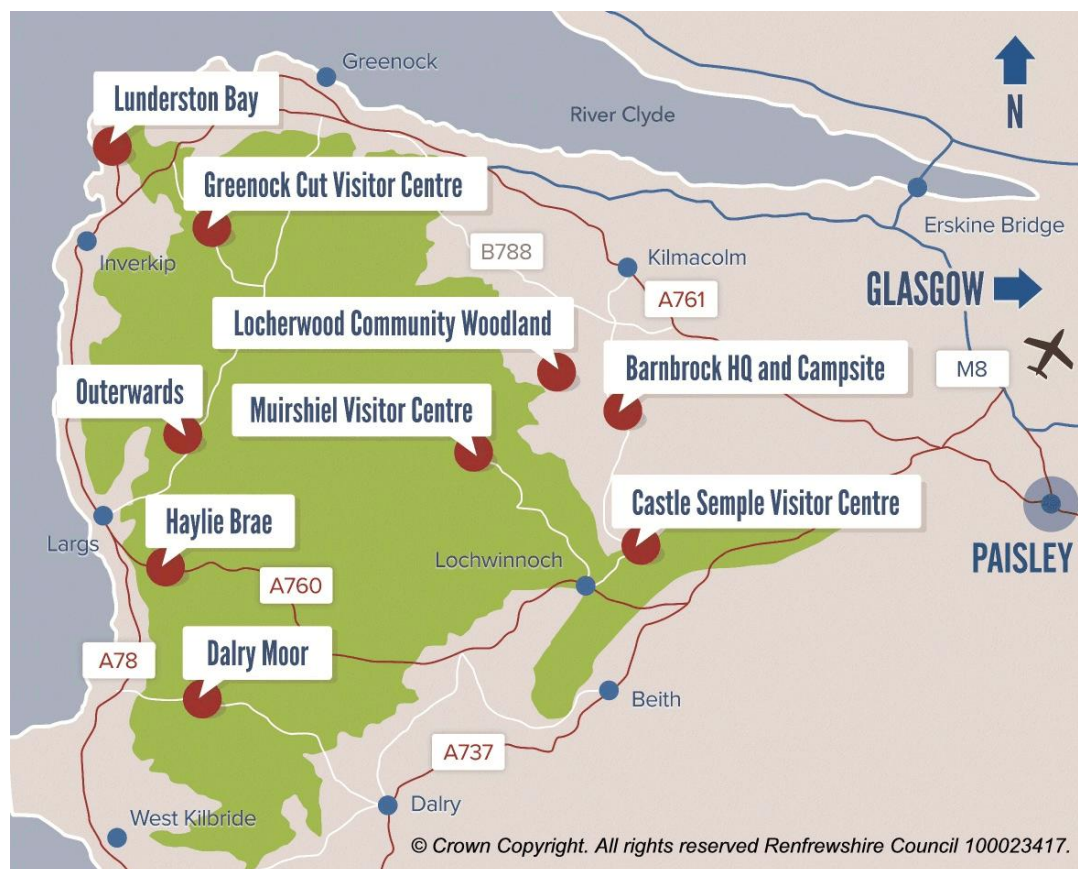 Greenock
N
Lunderston Bay
River Clyde
Greenock Cut Visitor Centre
Erskine Bridge
Inverkip
B788
Kilmacolm
GLASGOW
A761
Locherwood Community Woodland
Barnbrock HQ and Campsite
M8
Outerwards
Muirshiel Visitor Centre
Castle Semple Visitor Centre
Haylie Brae
Largs
Lochwinnoch
PAISLEY
A760
Dalry Moor
A78
Beith
A737
Dalry
West Kilbride
© Crown Copyright. All rights reserved Renfrewshire Council 100023417.